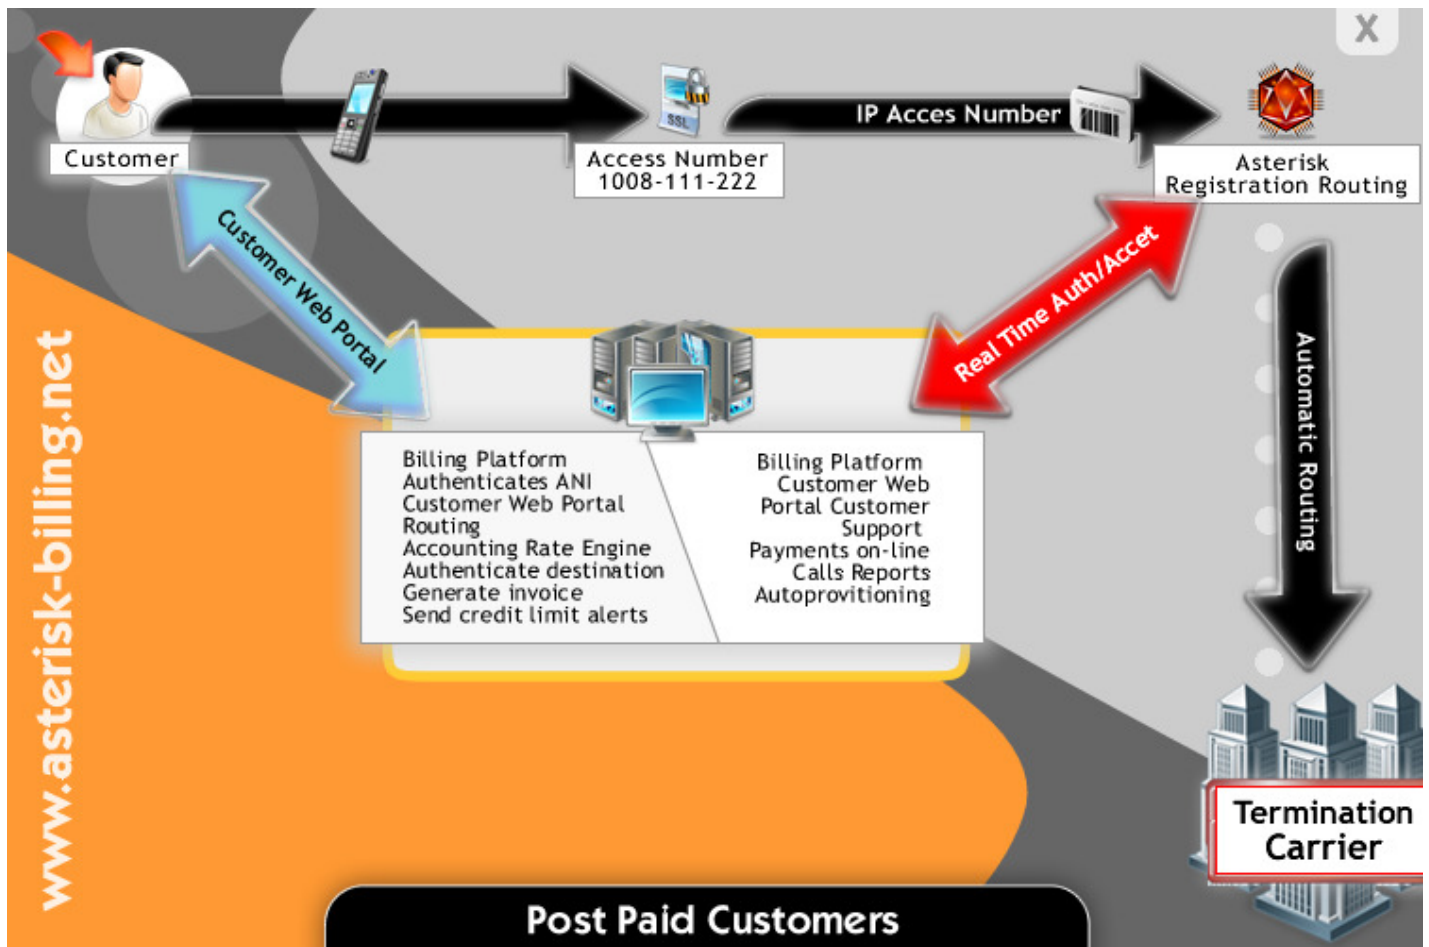 X
Customer
SSL
Access Number
1008-111-222
IP Acces Number
Asterisk
Registration Routing
Customer Web Portal
Real Time Auth/Accet
Automatic Routing
Billing Platform
Authenticates ANI
Customer Web Portal
Routing
Accounting Rate Engine
Authenticate destination
Generate invoice
Send credit limit alerts
Billing Platform
Customer Web
Portal Customer
Support
Payments on-line
Calls Reports
Autoprovitioning
www.asterisk-billing.net
Termination
Carrier
Post Paid Customers